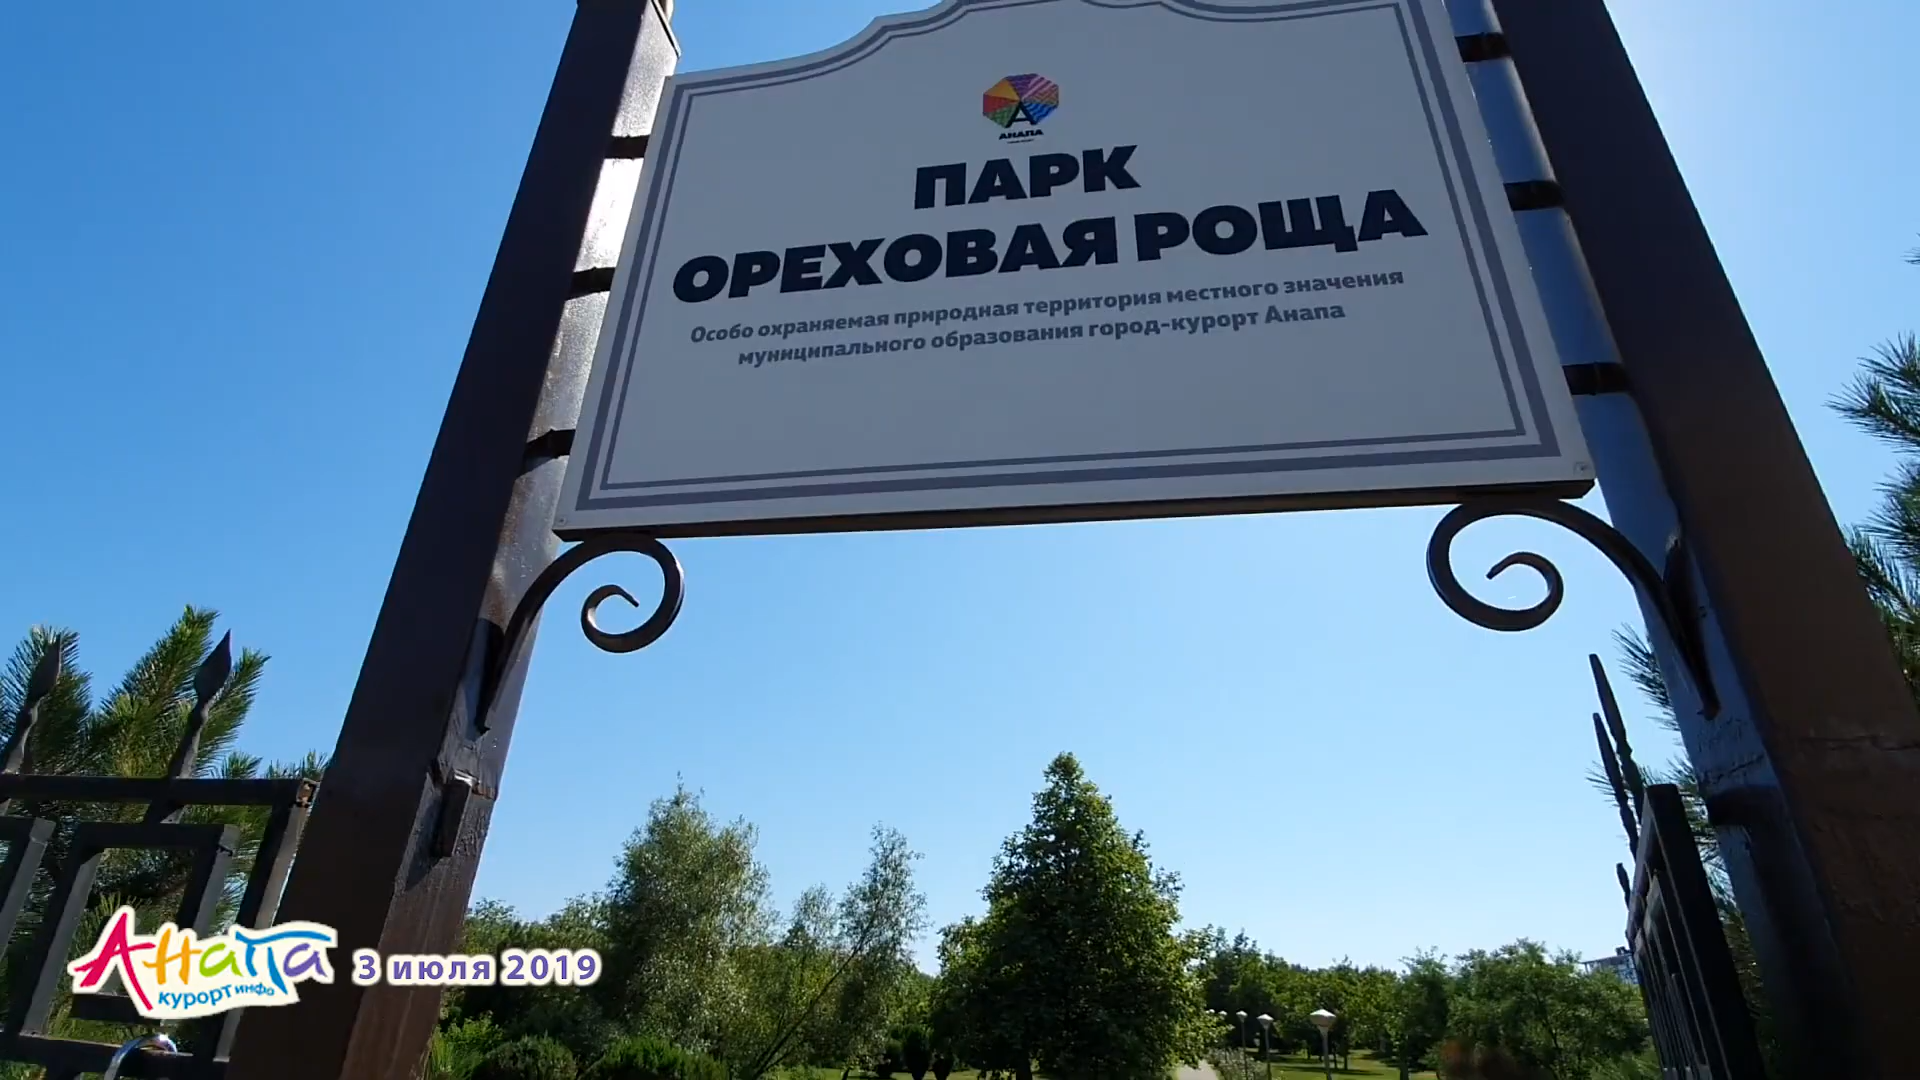 АНАПА
ПАРК
ОРЕХОВАЯ РОЩА
Особо охраняемая природная территория местного значения
муниципального образования город-курорт Анапа
Анапа
курорт инфо
3 июля 2019